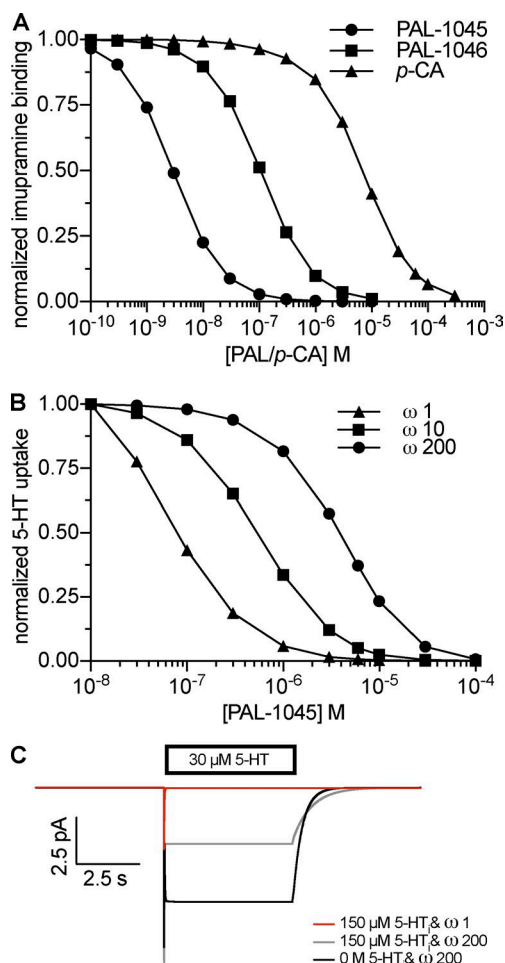 A
PAL-1045
PAL-1046
p-CA
normalized imupramine binding
1.00
0.75
0.50
0.25
0.00
10⁻¹⁰ 10⁻⁹ 10⁻⁸ 10⁻⁷ 10⁻⁶ 10⁻⁵ 10⁻⁴ 10⁻³
[PAL/p-CA] M
B
ω 1
ω 10
ω 200
normalized 5-HT uptake
1.00
0.75
0.50
0.25
0.00
10⁻⁸ 10⁻⁷ 10⁻⁶ 10⁻⁵ 10⁻⁴
[PAL-1045] M
C
30 µM 5-HT
2.5 pA
2.5 s
150 µM 5-HTᵢ& ω 1
150 µM 5-HTᵢ& ω 200
0 M 5-HTᵢ& ω 200